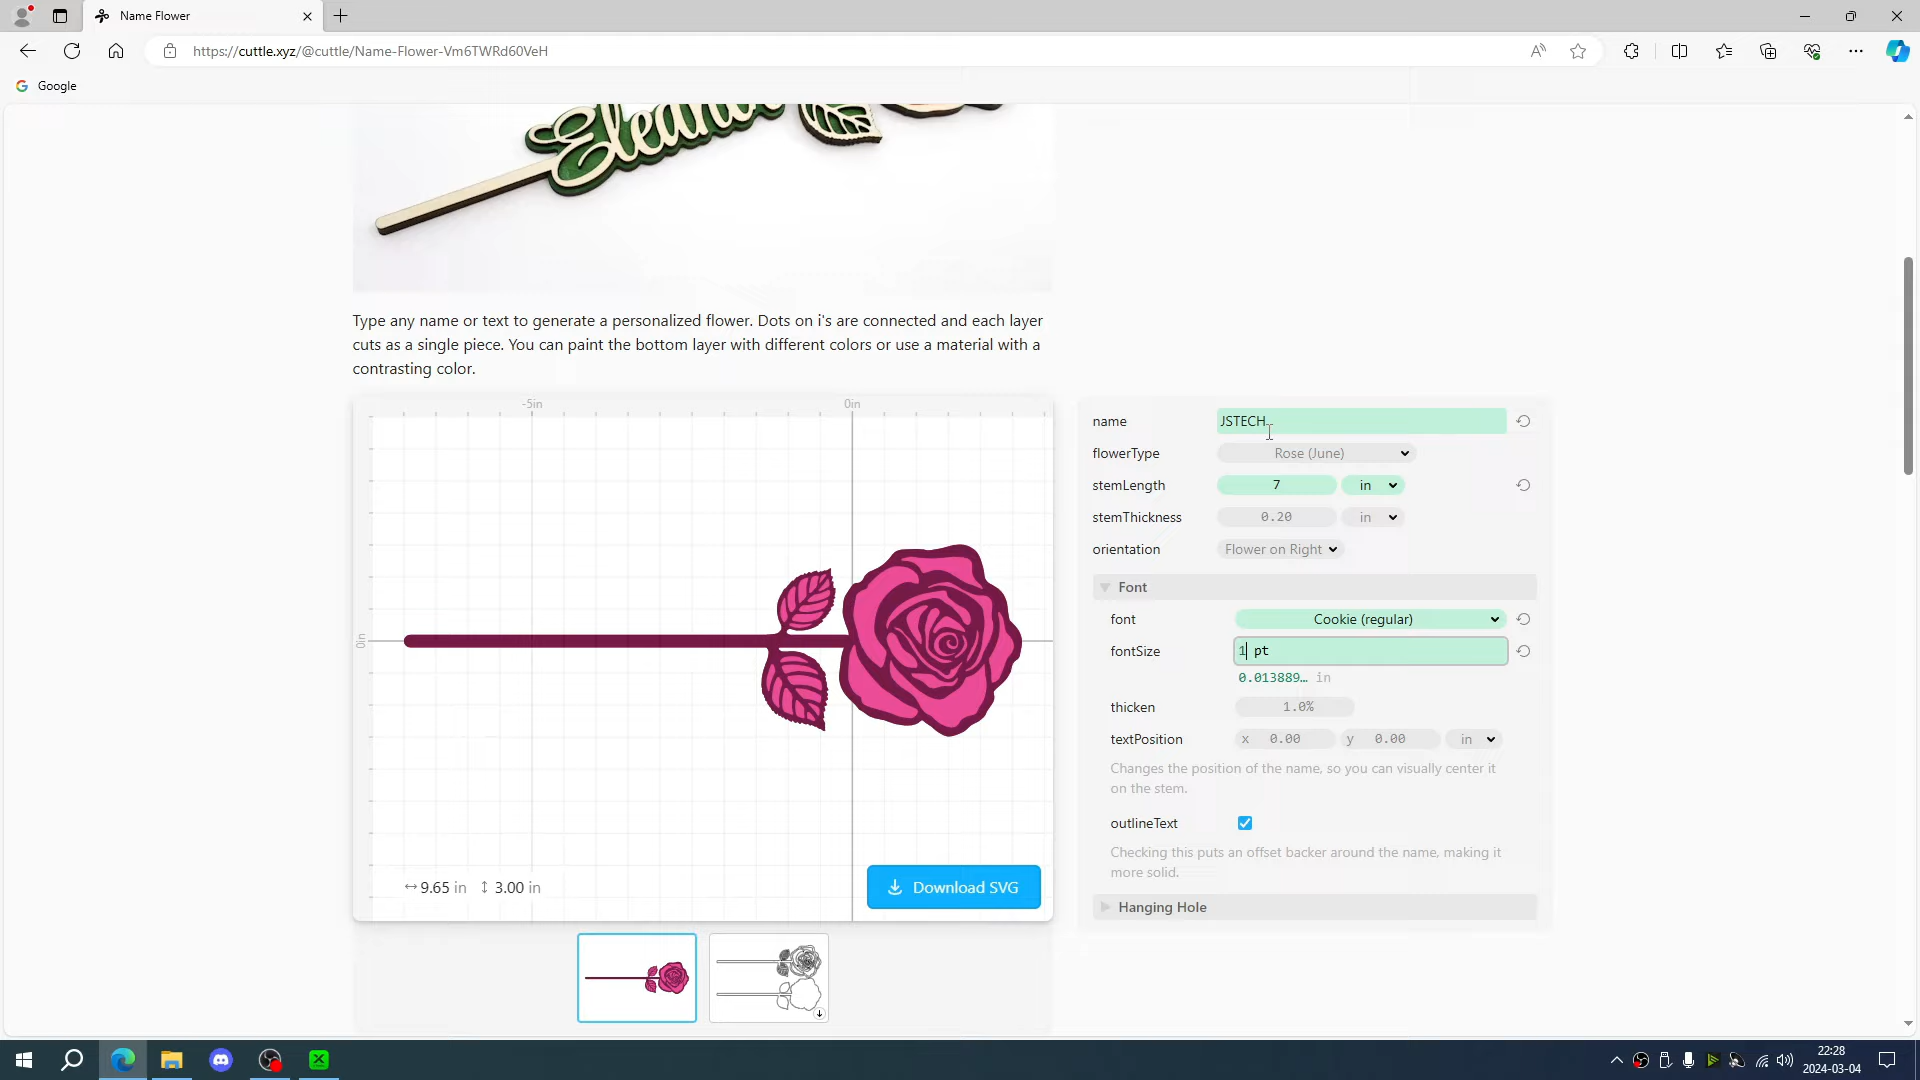 Name Flower
https://cuttle.xyz/@cuttle/Name-Flower-Vm6TWRd60VeH
Google
Eleano
Type any name or text to generate a personalized flower. Dots on i's are connected and each layer
cuts as a single piece. You can paint the bottom layer with different colors or use a material with a
contrasting color.
-5in
0in
0in
9.65 in
3.00 in
Download SVG
name
JSTECH
flowerType
Rose (June)
stemLength
7
in
stemThickness
0.20
in
orientation
Flower on Right
Font
font
Cookie (regular)
fontSize
1 pt
0.013889… in
thicken
1.0%
textPosition
x 0.00
y 0.00
in
Changes the position of the name, so you can visually center it
on the stem.
outlineText
Checking this puts an offset backer around the name, making it
more solid.
Hanging Hole
22:28
2024-03-04